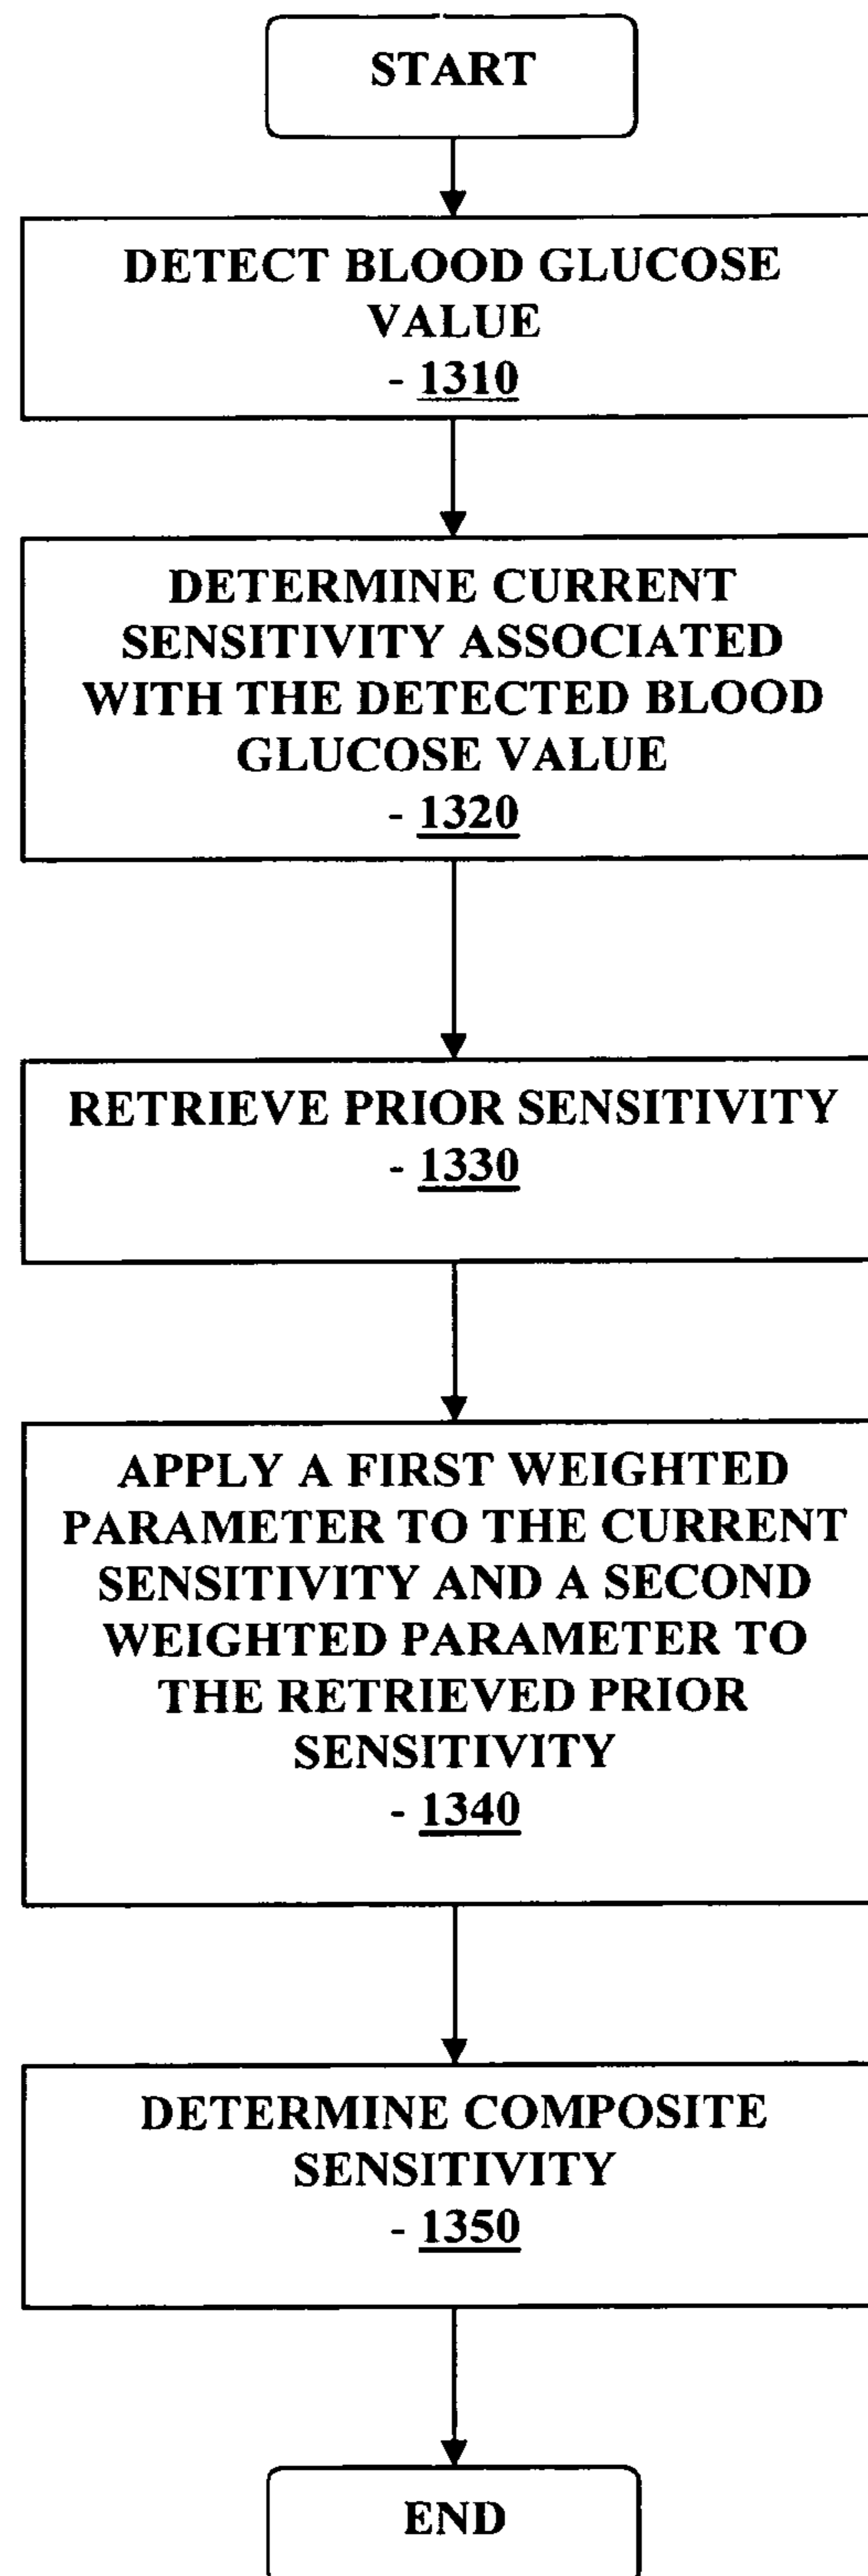 START
DETECT BLOOD GLUCOSE
VALUE
- 1310
DETERMINE CURRENT
SENSITIVITY ASSOCIATED
WITH THE DETECTED BLOOD
GLUCOSE VALUE
- 1320
RETRIEVE PRIOR SENSITIVITY
- 1330
APPLY A FIRST WEIGHTED
PARAMETER TO THE CURRENT
SENSITIVITY AND A SECOND
WEIGHTED PARAMETER TO
THE RETRIEVED PRIOR
SENSITIVITY
- 1340
DETERMINE COMPOSITE
SENSITIVITY
- 1350
END